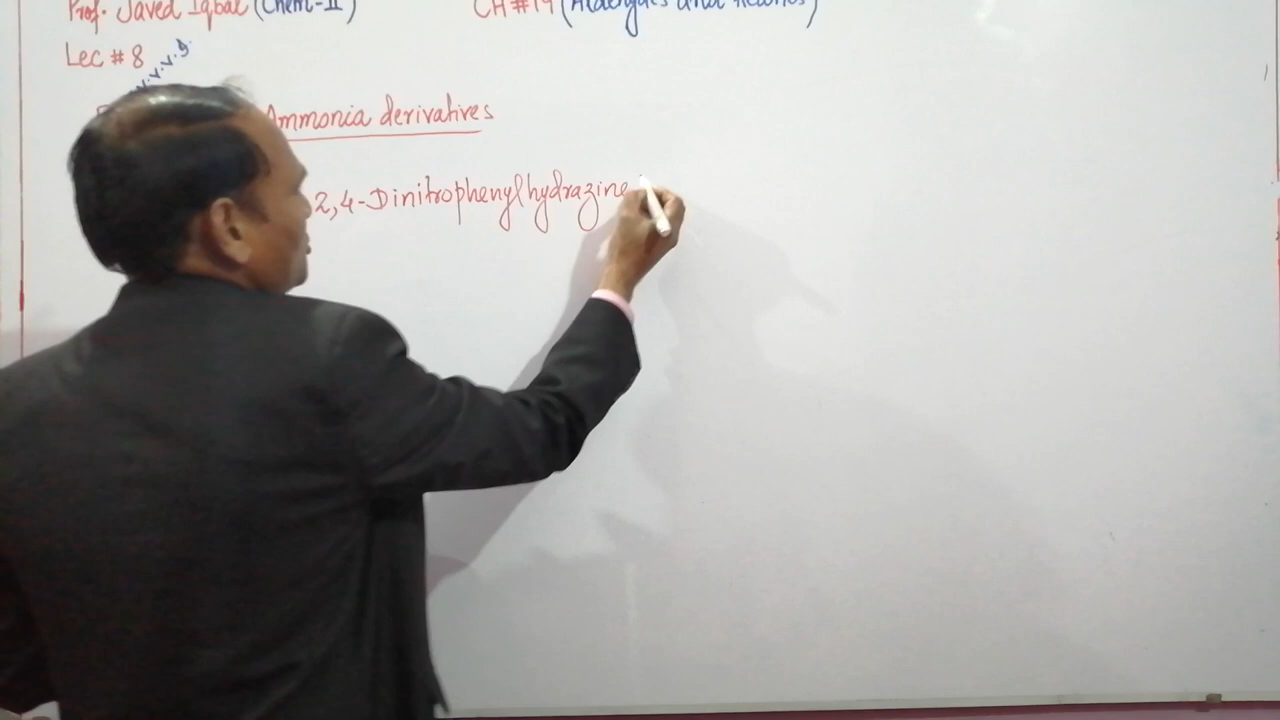 Prof. Javed Iqbal (Chem-II)
CH#14 (Aldehydes and Ketones)
Lec # 8
v.v.v.g.
Ammonia derivatives
2,4-Dinitrophenylhydrazine